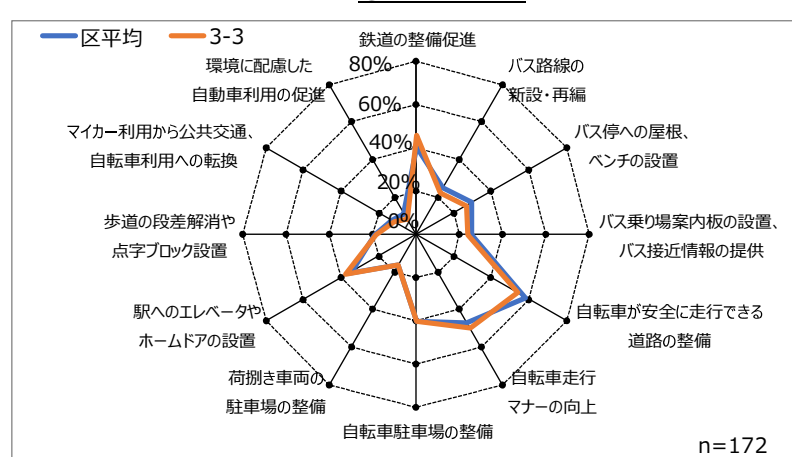 区平均
3-3
鉄道の整備促進
バス路線の
新設・再編
バス停への屋根、
ベンチの設置
バス乗り場案内板の設置、
バス接近情報の提供
自転車が安全に走行できる
道路の整備
自転車走行
マナーの向上
自転車駐車場の整備
荷捌き車両の
駐車場の整備
駅へのエレベータや
ホームドアの設置
歩道の段差解消や
点字ブロック設置
マイカー利用から公共交通、
自転車利用への転換
環境に配慮した
自動車利用の促進
80%
60%
40%
20%
0%
n=172